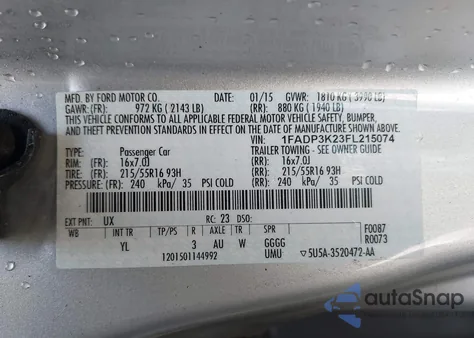 MFD. BY FORD MOTOR CO. DATE: 01/15 GVWR: 1810 KG ( 3990 LB)
GAWR: (FR): 972 KG ( 2143 LB) (RR): 880 KG ( 1940 LB)
THIS VEHICLE CONFORMS TO ALL APPLICABLE FEDERAL MOTOR VEHICLE SAFETY, BUMPER,
AND THEFT PREVENTION STANDARDS IN EFFECT ON THE DATE OF MANUFACTURE SHOWN ABOVE.
VIN: 1FADP3K23FL215074
TYPE: Passenger Car TRAILER TOWING - SEE OWNER GUIDE
RIM: (FR) 16x7.0J (RR): 16x7.0J
TIRE: (FR) 215/55R16 93H (RR): 215/55R16 93H
PRESSURE: (FR) 240 kPa/ 35 PSI COLD (RR): 240 kPa/ 35 PSI COLD
EXT PNT: UX RC: 23 DSO:
WB INT TR TP/PS R AXLE TR SPR F0087
YL 3 AU W GGGG R0073
1201501144992 UMU 5U5A-3520472-AA
autoSnap